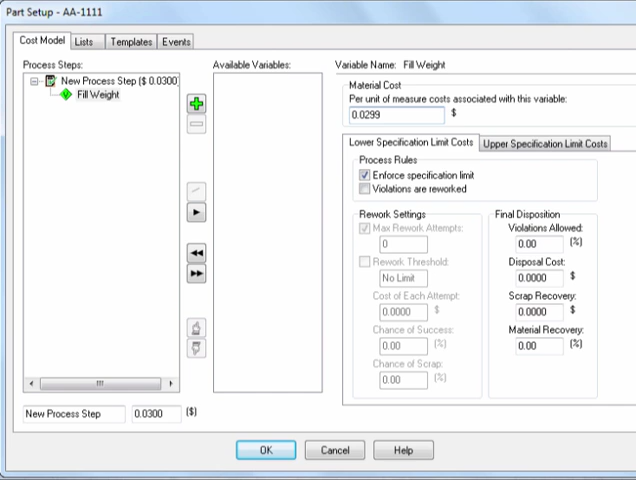 Part Setup - AA-1111
Cost Model Lists Templates Events
Process Steps:
New Process Step ($ 0.0300)
Fill Weight
New Process Step 0.0300 ($)
Available Variables:
Variable Name: Fill Weight
Material Cost
Per unit of measure costs associated with this variable:
0.0299 $
Lower Specification Limit Costs Upper Specification Limit Costs
Process Rules
Enforce specification limit
Violations are reworked
Rework Settings
Max Rework Attempts:
0
Rework Threshold:
No Limit
Cost of Each Attempt:
0.0000 $
Chance of Success:
0.00 (%)
Chance of Scrap:
0.00 (%)
Final Disposition
Violations Allowed:
0.00 (%)
Disposal Cost:
0.0000 $
Scrap Recovery:
0.0000 $
Material Recovery:
0.00 (%)
OK Cancel Help